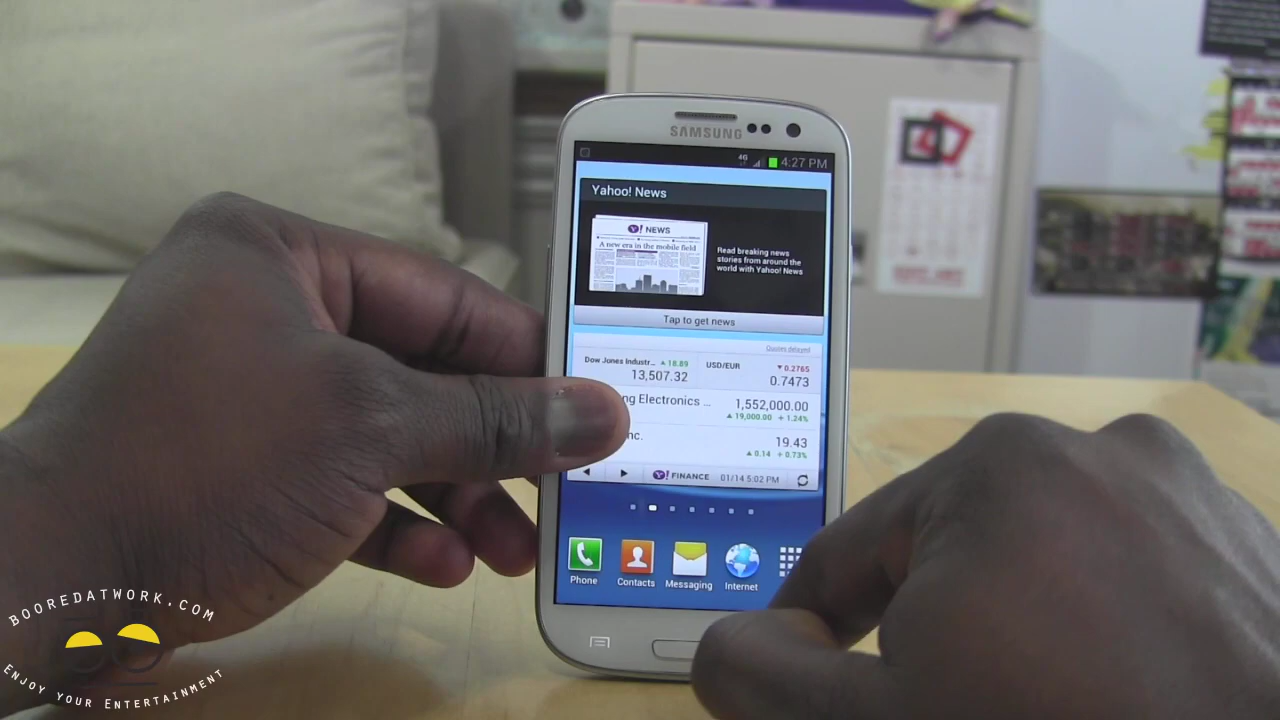 SAMSUNG
4G
4:27 PM
Yahoo! News
Y! NEWS
A new era in the mobile field
Read breaking news
stories from around the
world with Yahoo! News
Tap to get news
Quotes delayed
Dow Jones Industr... ▲ 18.89
13,507.32
USD/EUR ▼ 0.2765
0.7473
ng Electronics ... 1,552,000.00
▲ 19,000.00 + 1.24%
nc. 19.43
▲ 0.14 + 0.73%
Y! FINANCE 01/14 5:02 PM
Phone
Contacts
Messaging
Internet
BOOREDATWORK.COM
ENJOY YOUR ENTERTAINMENT